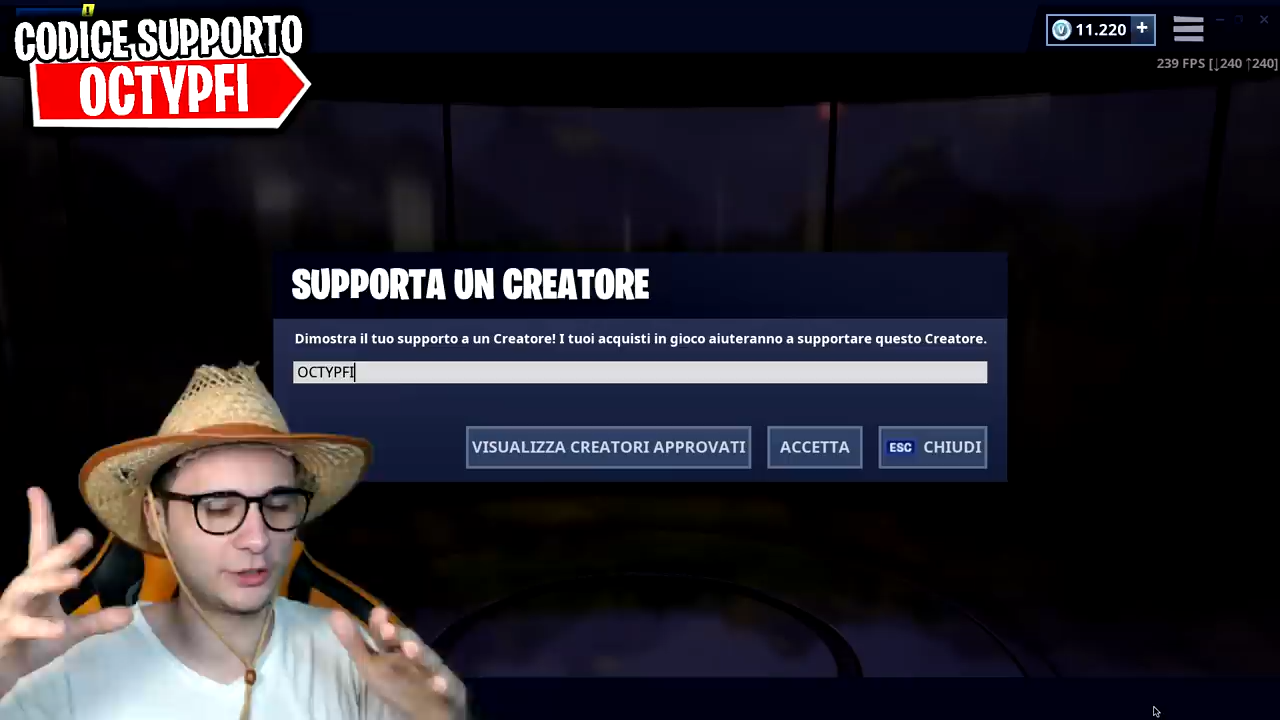 CODICE SUPPORTO
OCTYPFI
11.220 +
239 FPS [↓240 ↑240]
SUPPORTA UN CREATORE
Dimostra il tuo supporto a un Creatore! I tuoi acquisti in gioco aiuteranno a supportare questo Creatore.
OCTYPFI
VISUALIZZA CREATORI APPROVATI
ACCETTA
ESC CHIUDI